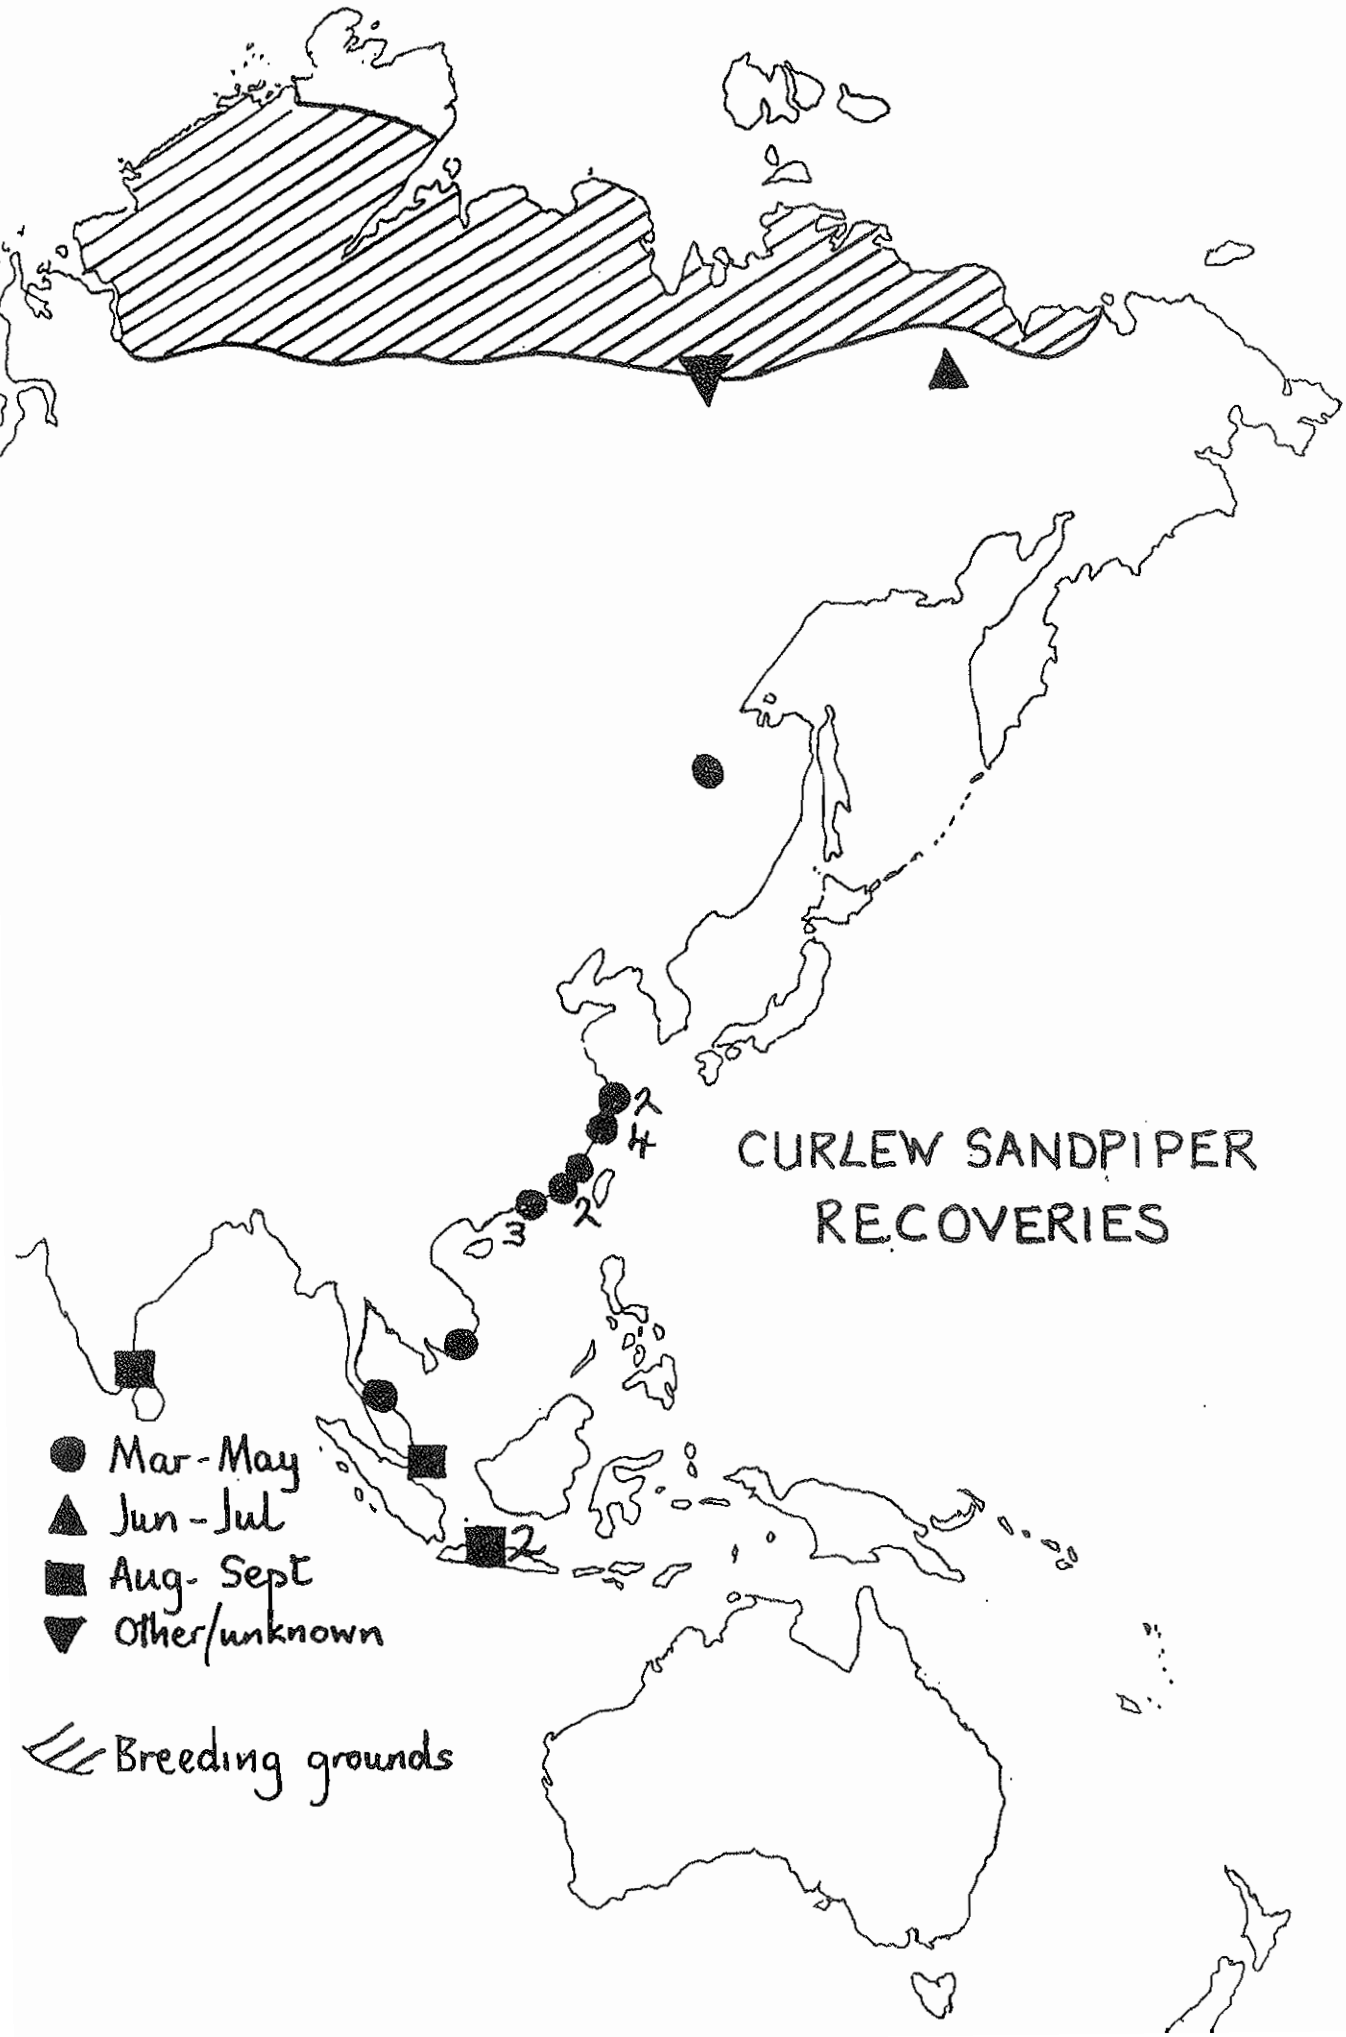 2
4
CURLEW SANDPIPER
RECOVERIES
2
3
Mar-May
Jun-Jul
2
Aug-Sept
Other/unknown
Breeding grounds